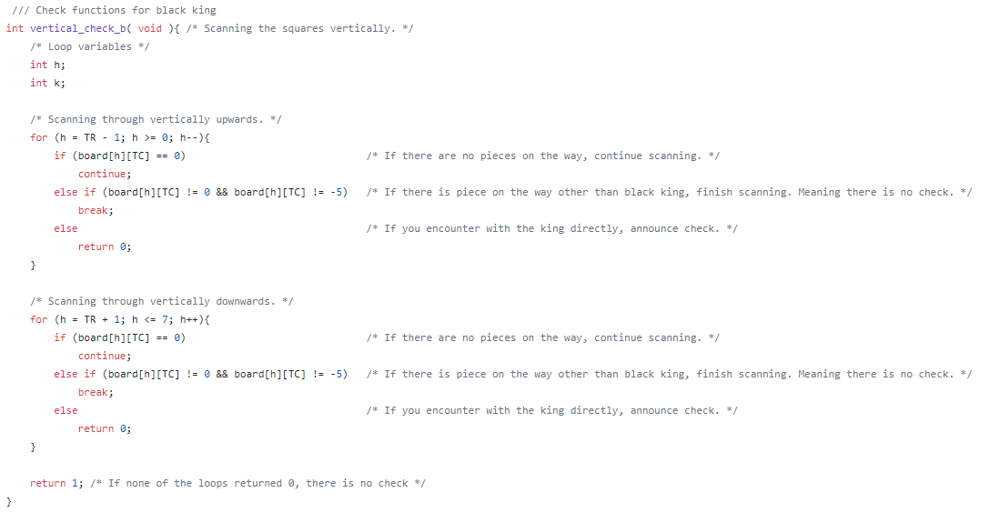 /// Check functions for black king
int vertical_check_b( void ){ /* Scanning the squares vertically. */
    /* Loop variables */
    int h;
    int k;

    /* Scanning through vertically upwards. */
    for (h = TR - 1; h >= 0; h--){
        if (board[h][TC] == 0)                              /* If there are no pieces on the way, continue scanning. */
            continue;
        else if (board[h][TC] != 0 && board[h][TC] != -5)   /* If there is piece on the way other than black king, finish scanning. Meaning there is no check. */
            break;
        else                                                /* If you encounter with the king directly, announce check. */
            return 0;
    }

    /* Scanning through vertically downwards. */
    for (h = TR + 1; h <= 7; h++){
        if (board[h][TC] == 0)                              /* If there are no pieces on the way, continue scanning. */
            continue;
        else if (board[h][TC] != 0 && board[h][TC] != -5)   /* If there is piece on the way other than black king, finish scanning. Meaning there is no check. */
            break;
        else                                                /* If you encounter with the king directly, announce check. */
            return 0;
    }

    return 1; /* If none of the loops returned 0, there is no check */
}